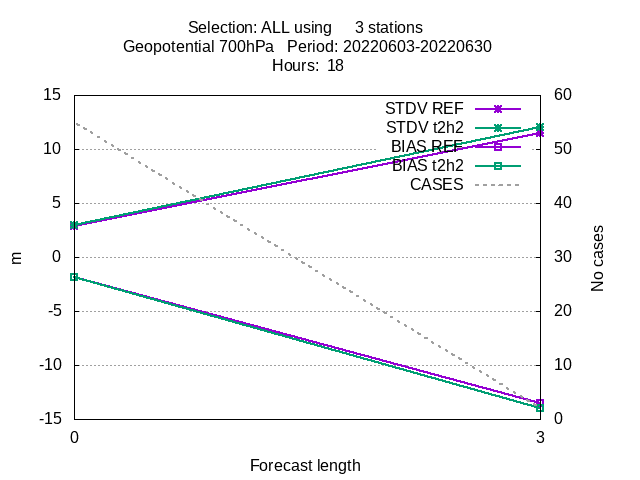 Selection: ALL using 3 stations
Geopotential 700hPa Period: 20220603-20220630
Hours: 18
15
10
5
0
-5
-10
-15
m
60
50
40
30
20
10
0
No cases
STDV REF
STDV t2h2
BIAS REF
BIAS t2h2
CASES
0
3
Forecast length